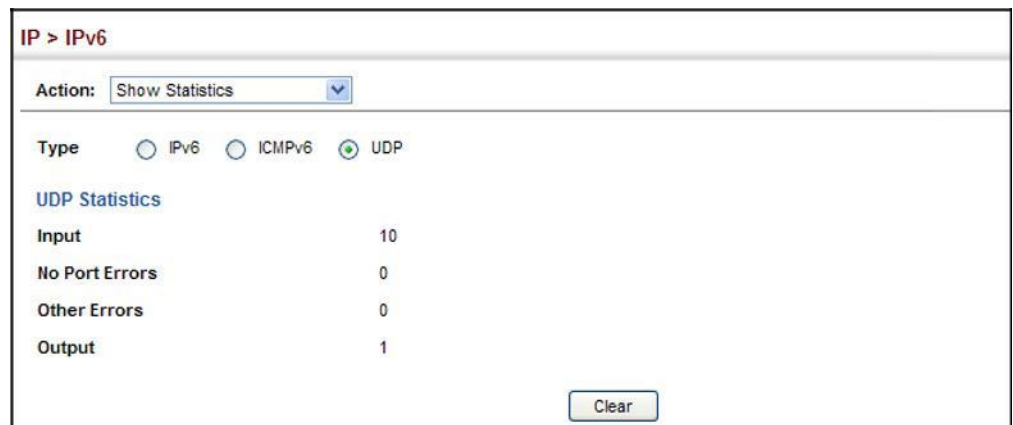 IP > IPv6
Action: Show Statistics
Type IPv6 ICMPv6 UDP
UDP Statistics
Input 10
No Port Errors 0
Other Errors 0
Output 1
Clear